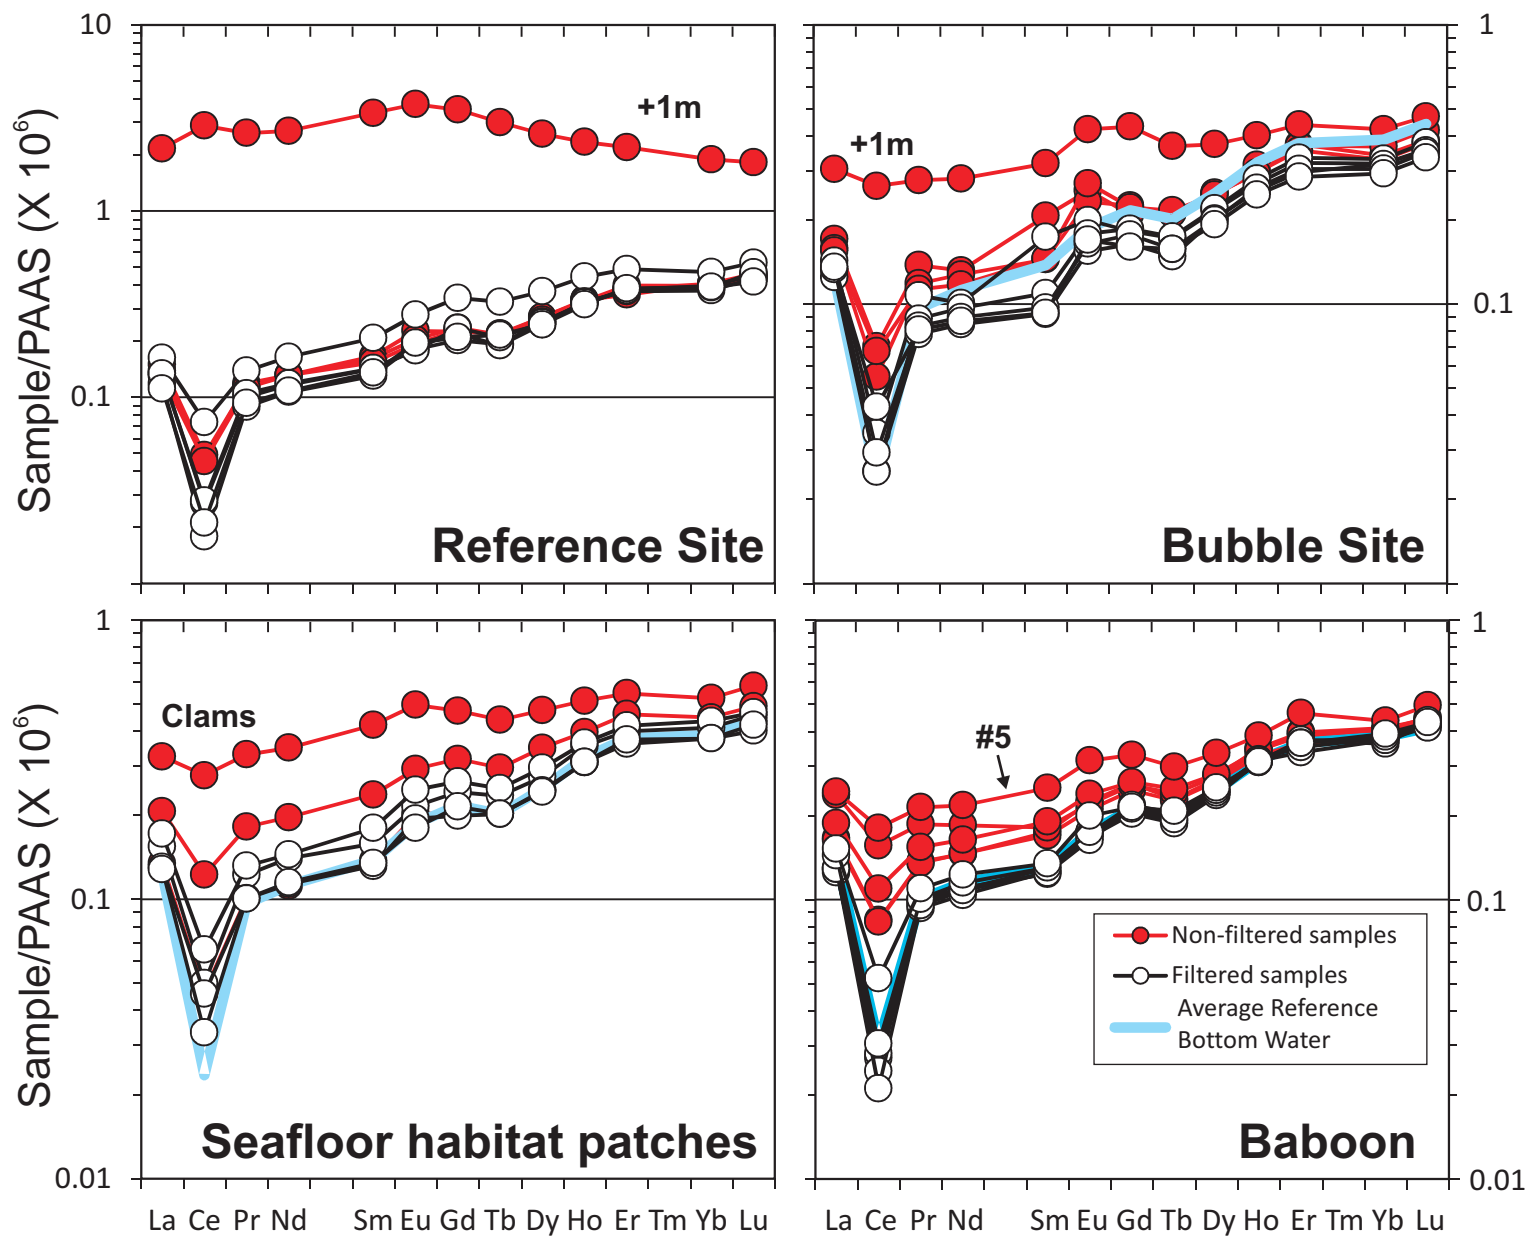 10
1
0.1
Sample/PAAS (X 10⁶)
+1m
Reference Site
1
0.1
+1m
Bubble Site
1
0.1
0.01
Sample/PAAS (X 10⁶)
Clams
Seafloor habitat patches
La Ce Pr Nd Sm Eu Gd Tb Dy Ho Er Tm Yb Lu
1
0.1
0.01
#5
Non-filtered samples
Filtered samples
Average Reference
Bottom Water
Baboon
La Ce Pr Nd Sm Eu Gd Tb Dy Ho Er Tm Yb Lu